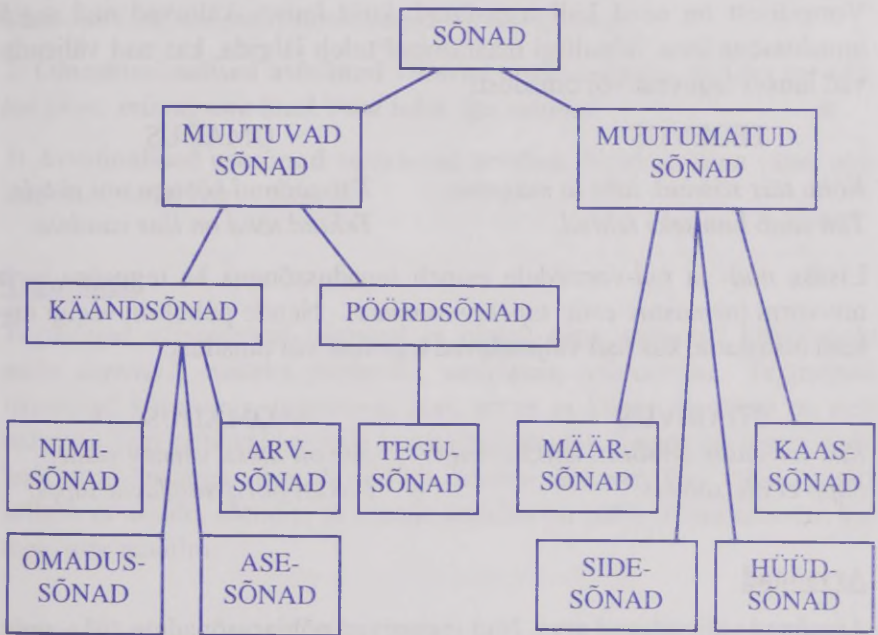 SÕNAD
MUUTUVAD
SÕNAD
MUUTUMATUD
SÕNAD
KÄÄNDSÕNAD
PÖÖRDSÕNAD
NIMI-
SÕNAD
ARV-
SÕNAD
TEGU-
SÕNAD
MÄÄR-
SÕNAD
KAAS-
SÕNAD
OMADUS-
SÕNAD
ASE-
SÕNAD
SIDE-
SÕNAD
HÜÜD-
SÕNAD